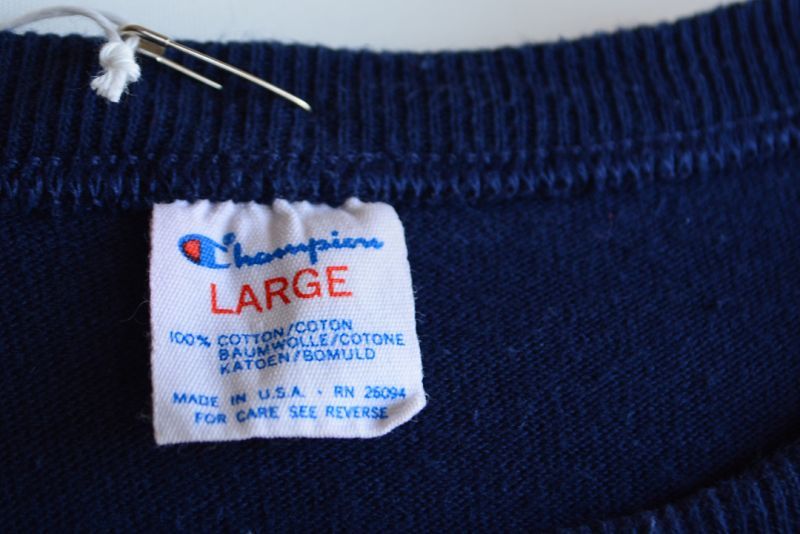 Champion
LARGE
100% COTTON/COTON
BAUMWOLLE/COTONE
KATOEN/BOMULD
MADE IN U.S.A. · RN 26094
FOR CARE SEE REVERSE